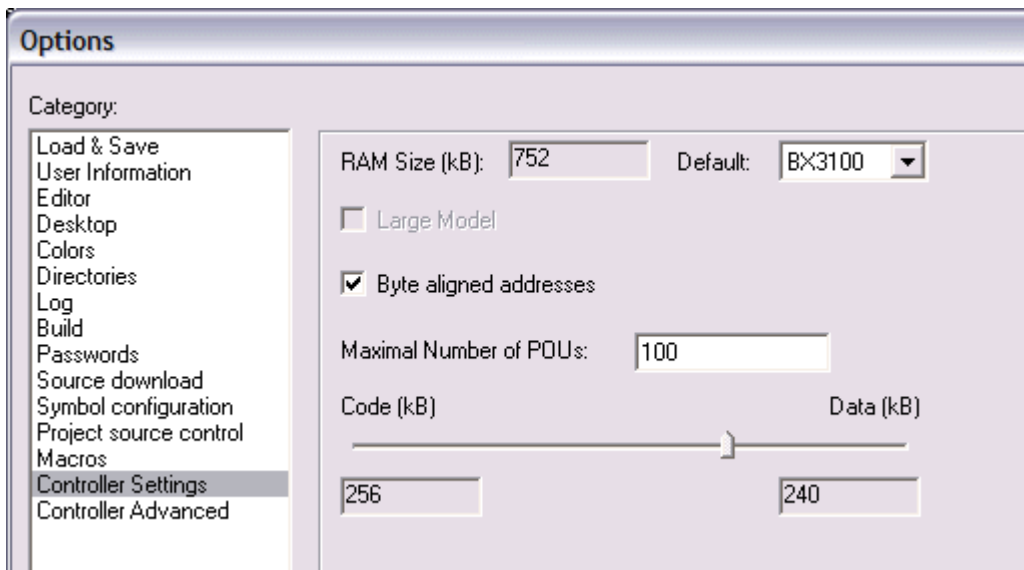 Options
Category:
Load & Save
User Information
Editor
Desktop
Colors
Directories
Log
Build
Passwords
Source download
Symbol configuration
Project source control
Macros
Controller Settings
Controller Advanced
RAM Size (kB): 752 Default: BX3100
Large Model
Byte aligned addresses
Maximal Number of POUs: 100
Code (kB) Data (kB)
256 240